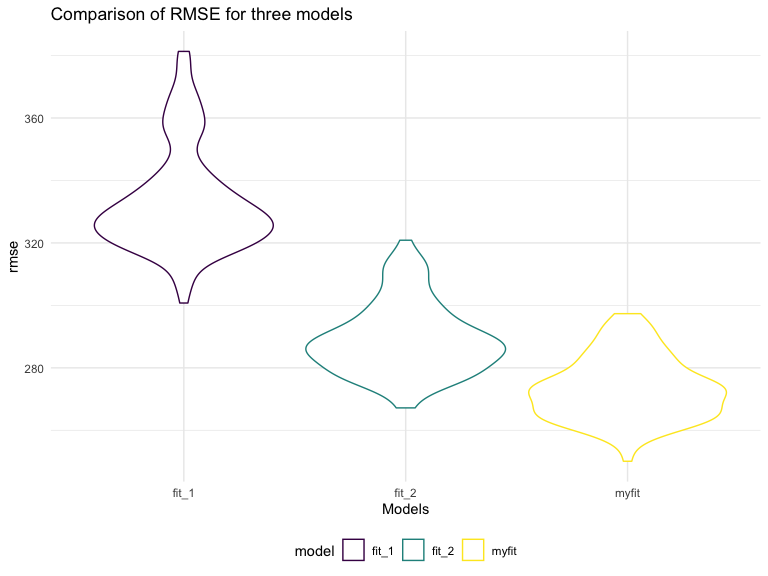 Comparison of RMSE for three models
360
320
280
rmse
fit_1 fit_2 myfit
Models
model fit_1 fit_2 myfit